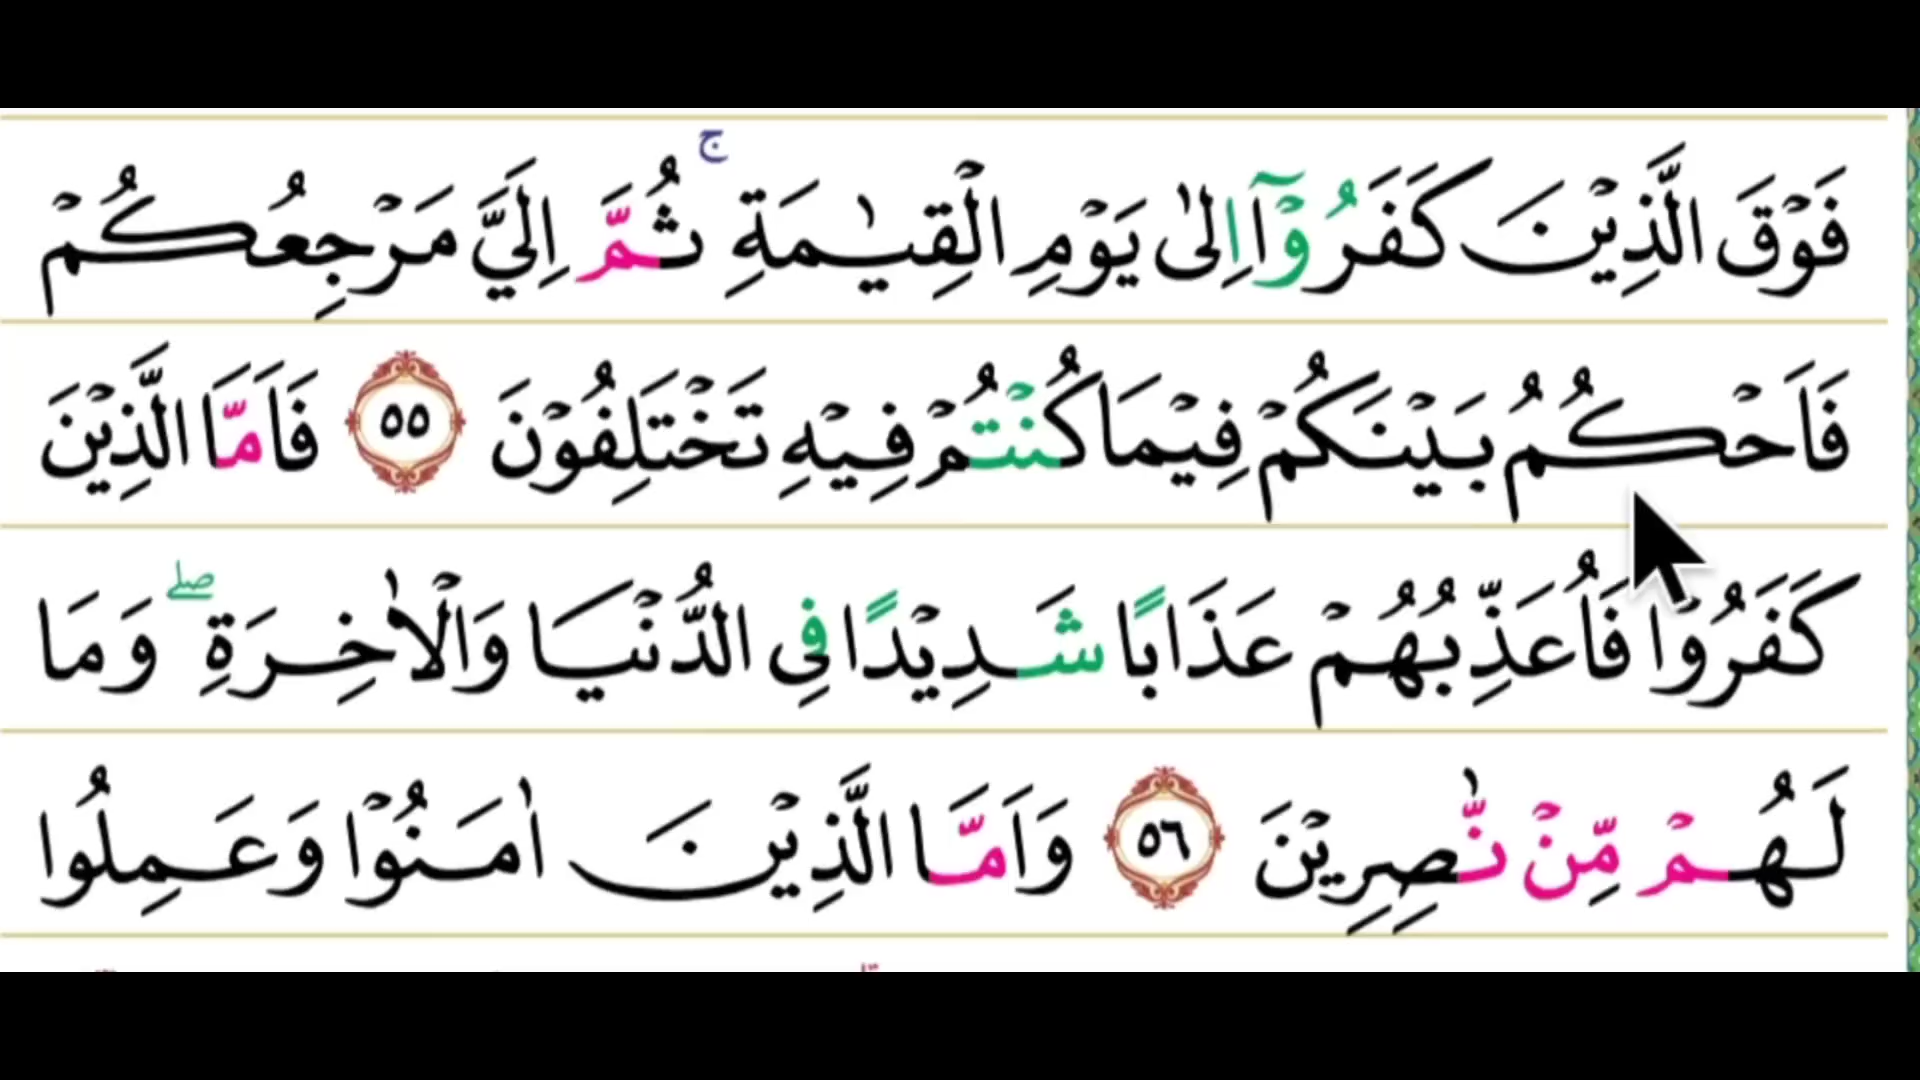 فَوْقَ الَّذِيْنَ كَفَرُوْٓا اِلٰى يَوْمِ الْقِيٰمَةِ ۚ ثُمَّ اِلَيَّ مَرْجِعُكُمْ
فَاَحْكُمُ بَيْنَكُمْ فِيْمَا كُنْتُمْ فِيْهِ تَخْتَلِفُوْنَ ٥٥ فَاَمَّا الَّذِيْنَ
كَفَرُوْا فَاُعَذِّبُهُمْ عَذَابًا شَدِيْدًا فِى الدُّنْيَا وَالْاٰخِرَةِ ۖ وَمَا
لَهُمْ مِّنْ نّٰصِرِيْنَ ٥٦ وَاَمَّا الَّذِيْنَ اٰمَنُوْا وَعَمِلُوا